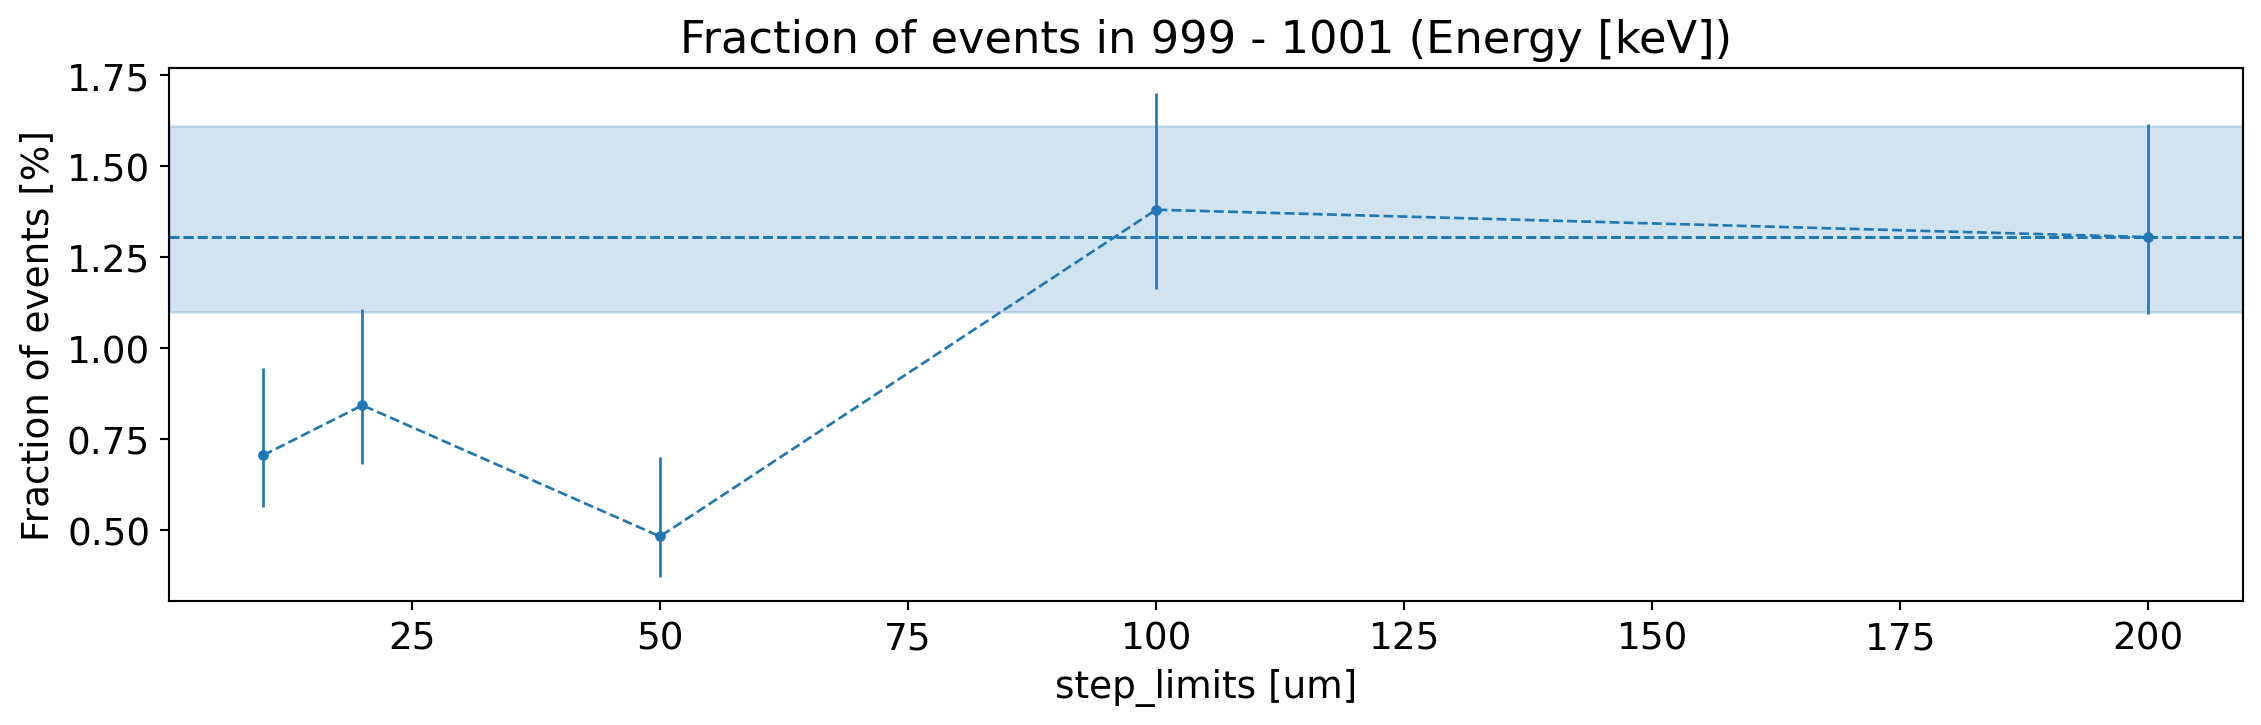 Fraction of events in 999 - 1001 (Energy [keV])
Fraction of events [%]
1.75
1.50
1.25
1.00
0.75
0.50
25 50 75 100 125 150 175 200
step_limits [um]